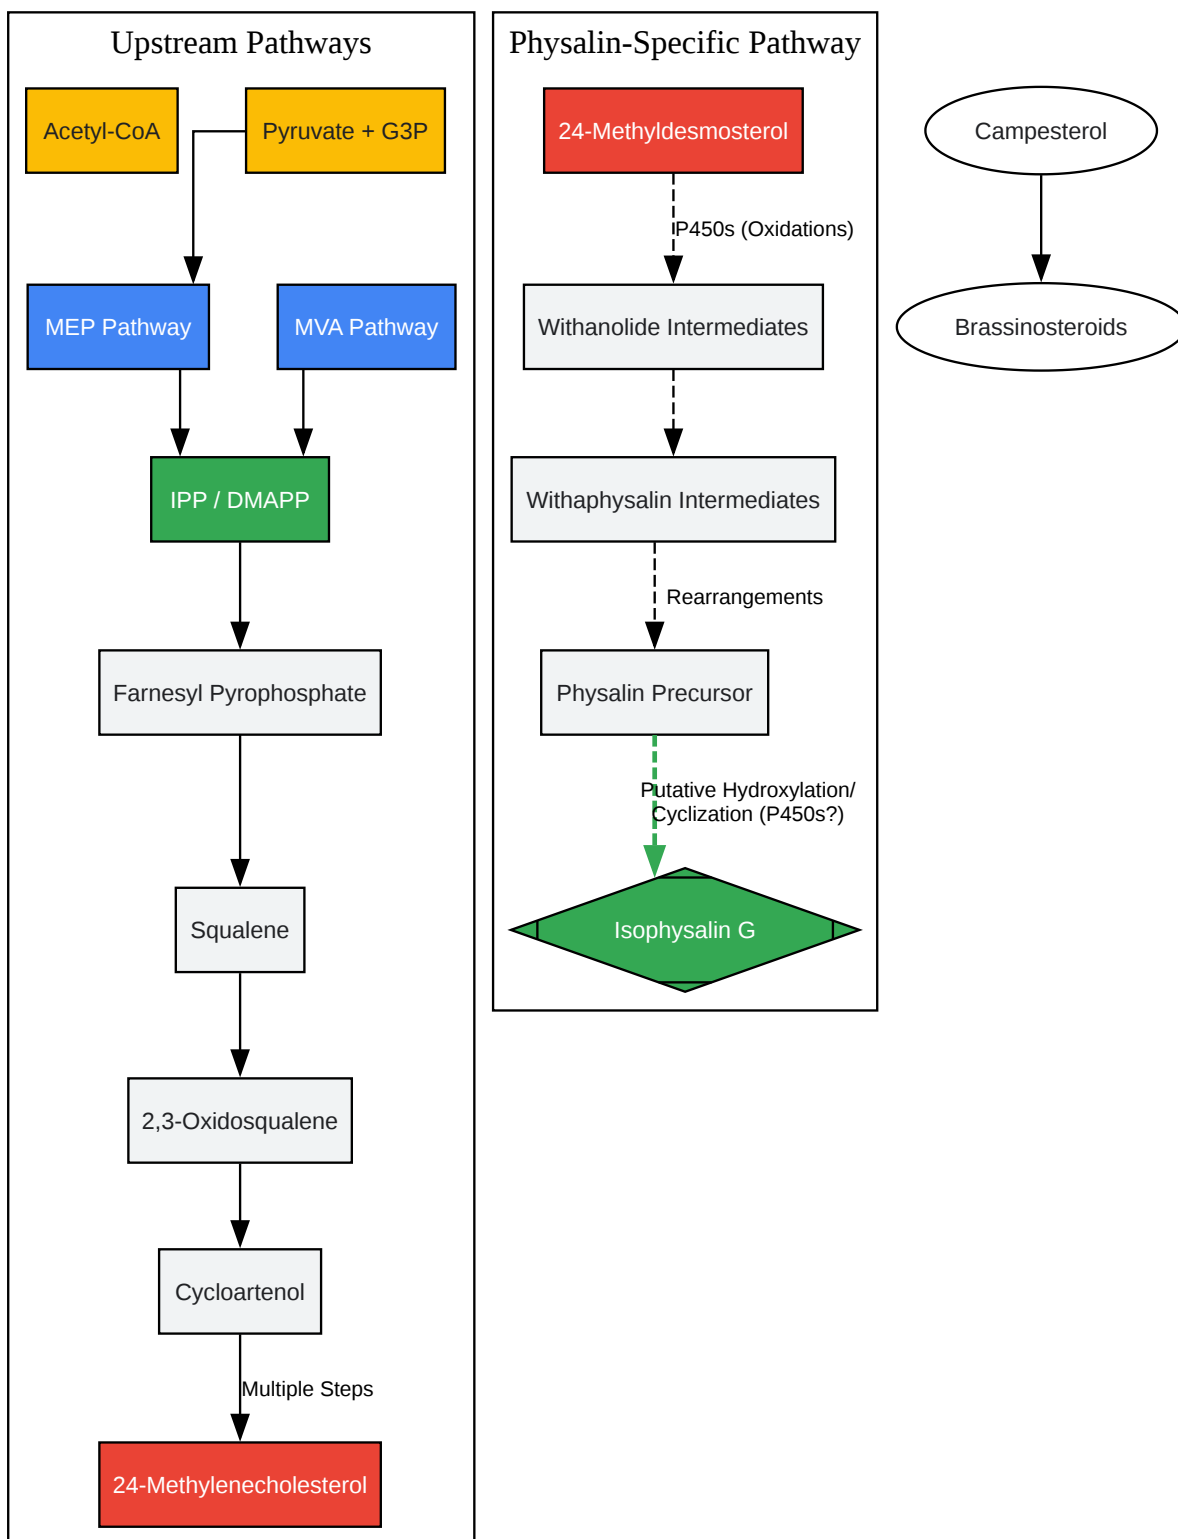 Upstream Pathways
Acetyl-CoA
Pyruvate + G3P
MEP Pathway
MVA Pathway
IPP / DMAPP
Farnesyl Pyrophosphate
Squalene
2,3-Oxidosqualene
Cycloartenol
Multiple Steps
24-Methylenecholesterol
Physalin-Specific Pathway
24-Methyldesmosterol
P450s (Oxidations)
Withanolide Intermediates
Withaphysalin Intermediates
Rearrangements
Physalin Precursor
Putative Hydroxylation/
Cyclization (P450s?)
Isophysalin G
Campesterol
Brassinosteroids